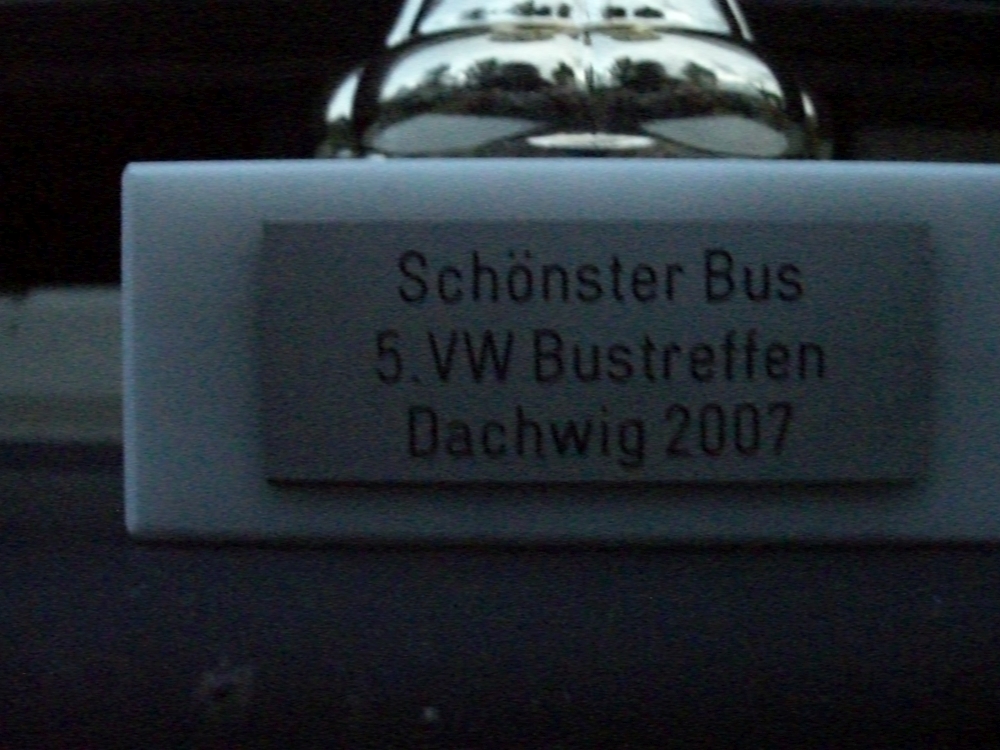 Schönster Bus
5.VW Bustreffen
Dachwig 2007